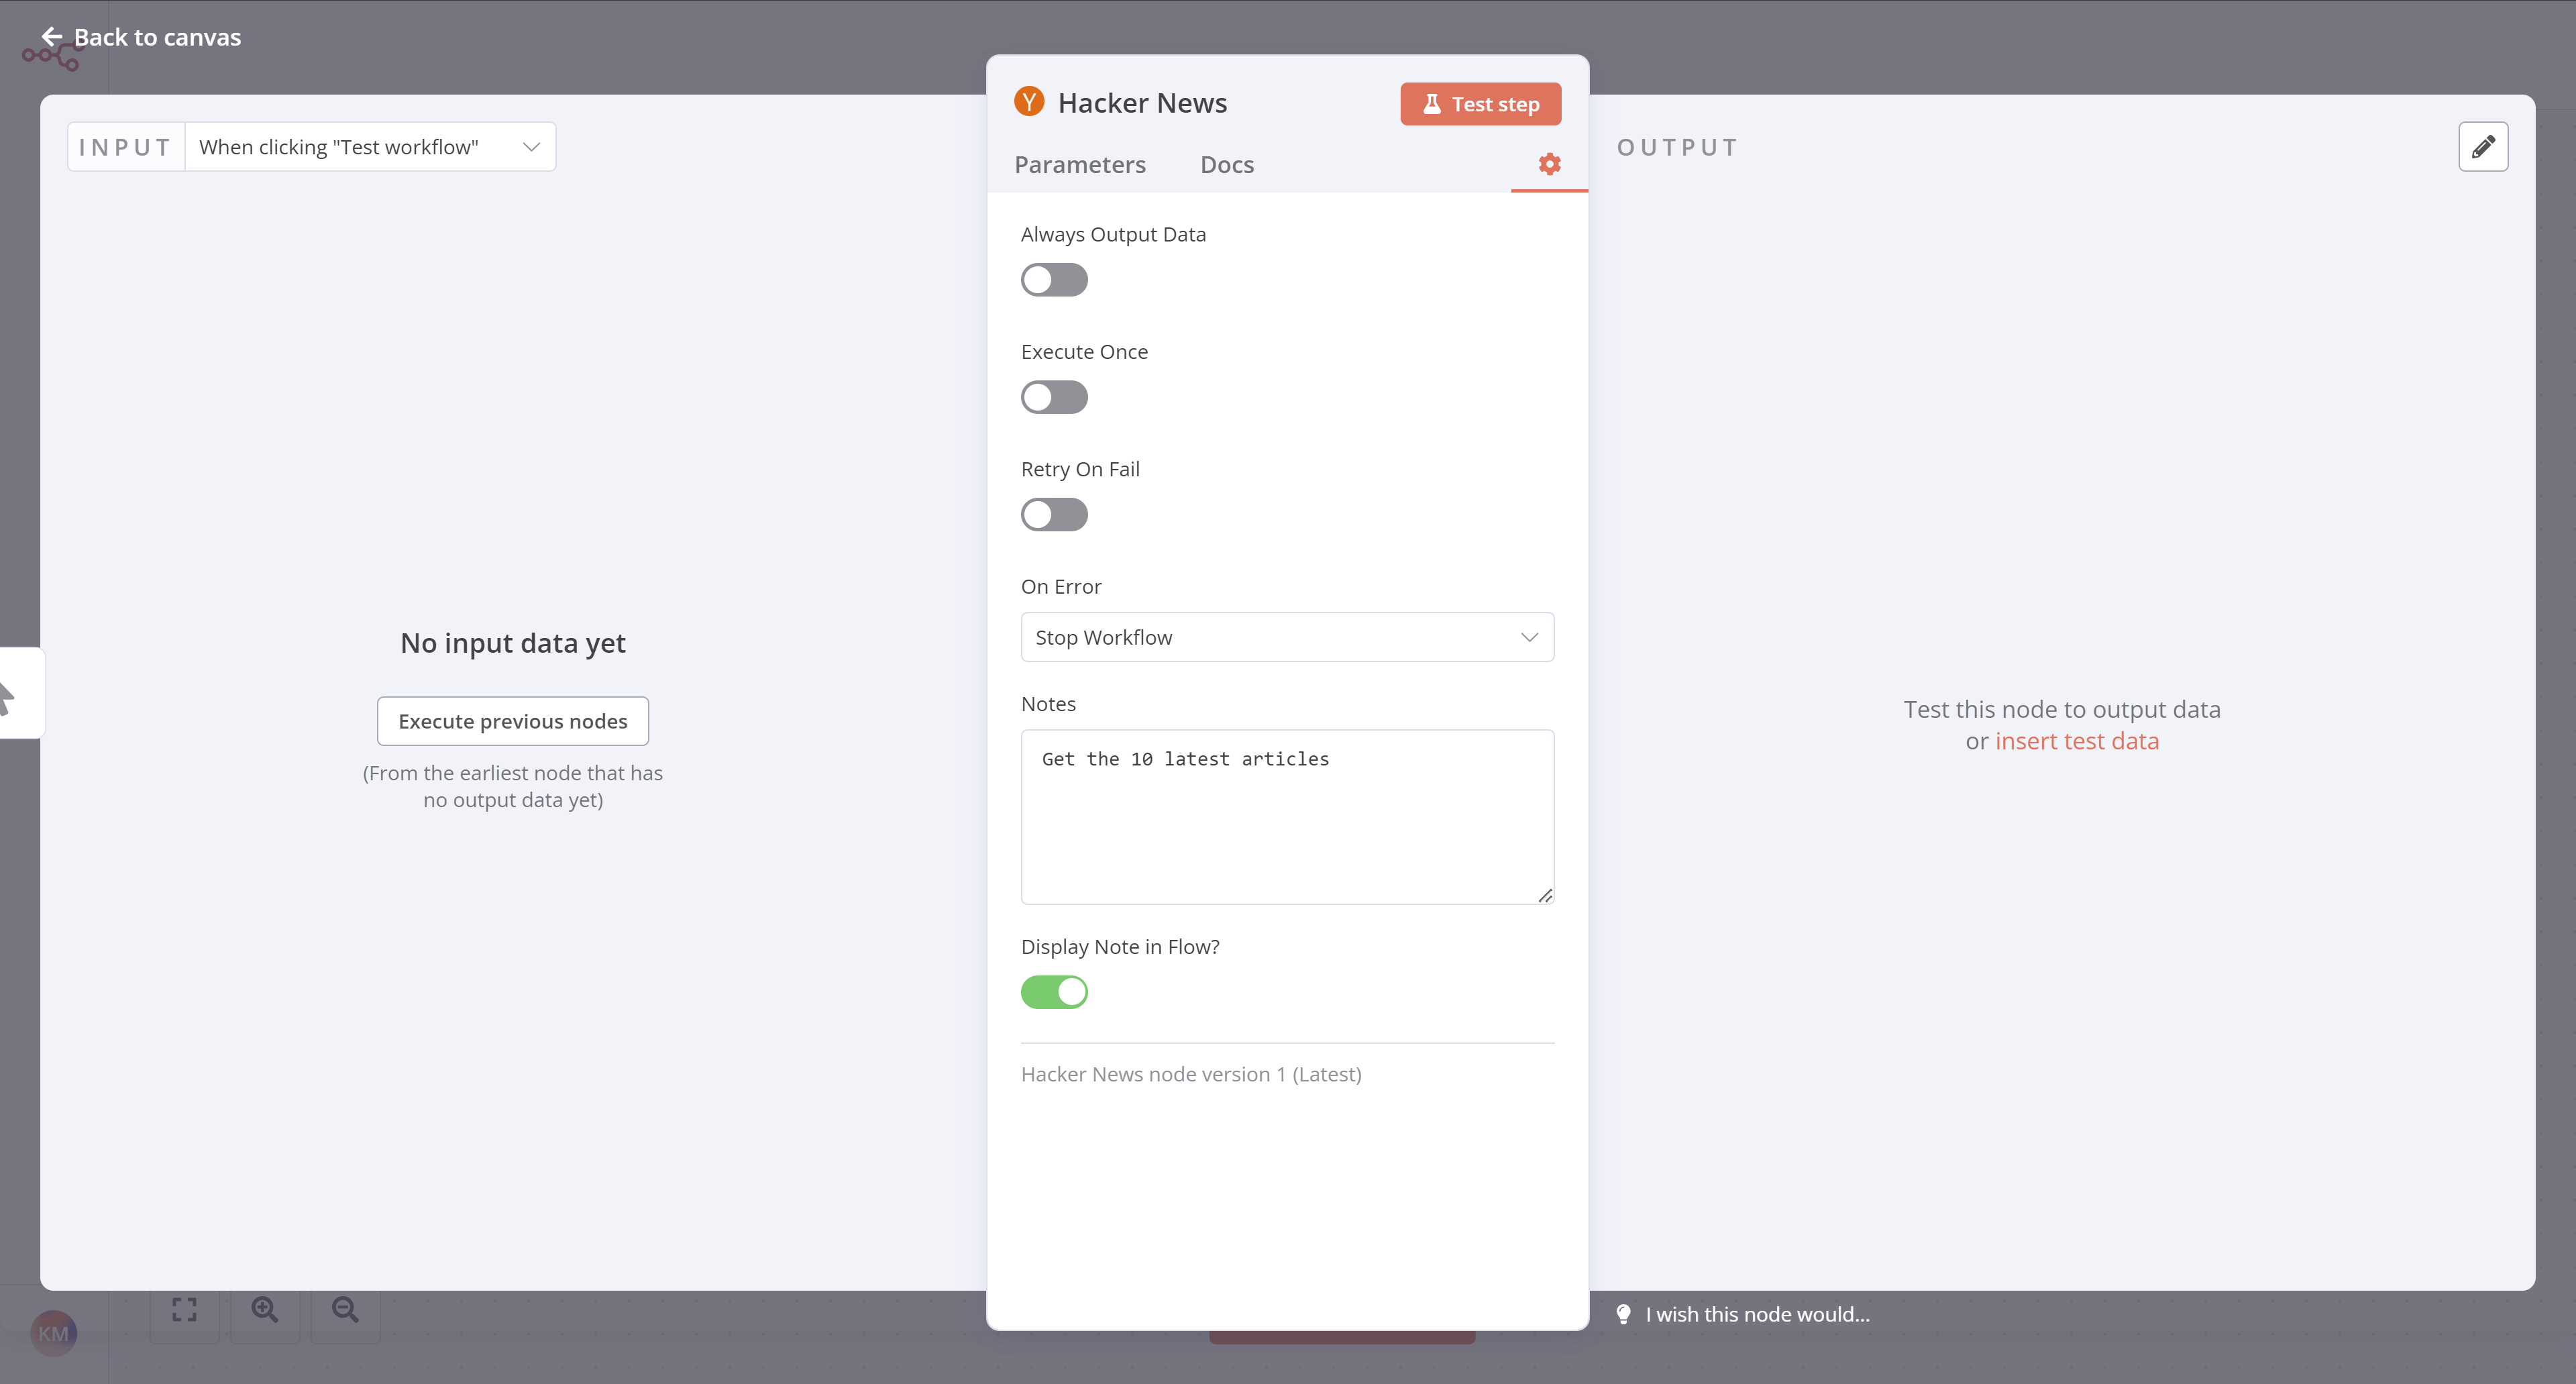 Back to canvas
INPUT
When clicking "Test workflow"
No input data yet
Execute previous nodes
(From the earliest node that has
no output data yet)
Y
Hacker News
Test step
Parameters
Docs
Always Output Data
Execute Once
Retry On Fail
On Error
Stop Workflow
Notes
Get the 10 latest articles
Display Note in Flow?
Hacker News node version 1 (Latest)
OUTPUT
Test this node to output data
or insert test data
KM
I wish this node would...